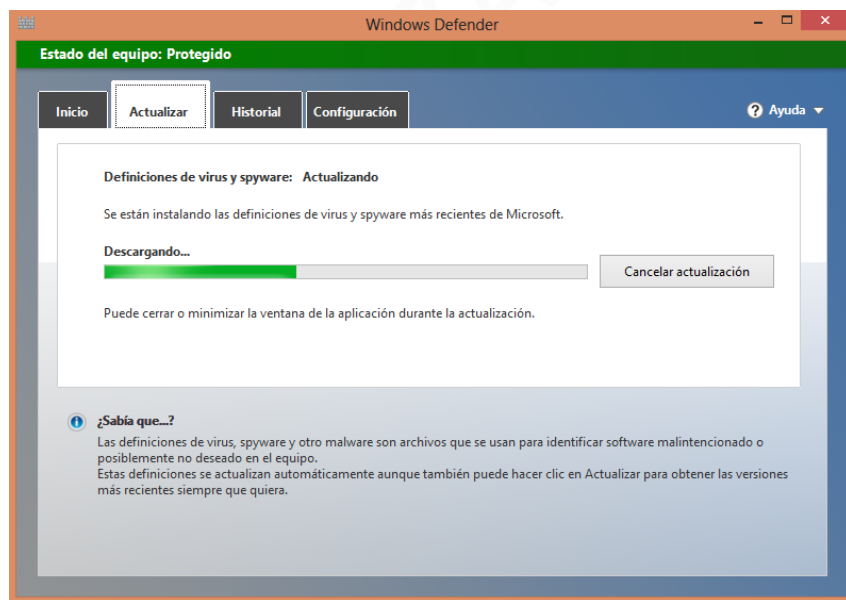 Windows Defender
Estado del equipo: Protegido
Inicio
Actualizar
Historial
Configuración
Ayuda
Definiciones de virus y spyware: Actualizando
Se están instalando las definiciones de virus y spyware más recientes de Microsoft.
Descargando...
Cancelar actualización
Puede cerrar o minimizar la ventana de la aplicación durante la actualización.
¿Sabía que...?
Las definiciones de virus, spyware y otro malware son archivos que se usan para identificar software malintencionado o
posiblemente no deseado en el equipo.
Estas definiciones se actualizan automáticamente aunque también puede hacer clic en Actualizar para obtener las versiones
más recientes siempre que quiera.